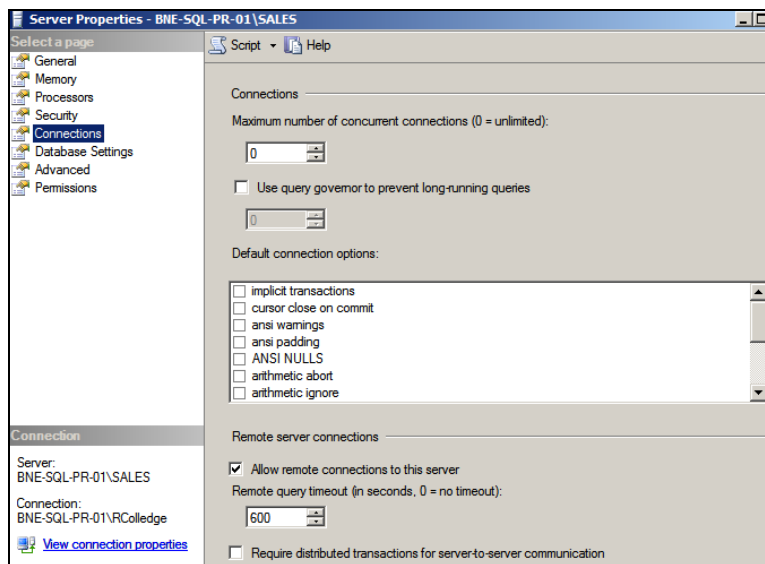 Server Properties - BNE-SQL-PR-01\SALES
Select a page
General
Memory
Processors
Security
Connections
Database Settings
Advanced
Permissions
Script
Help
Connections
Maximum number of concurrent connections (0 = unlimited):
0
Use query governor to prevent long-running queries
0
Default connection options:
implicit transactions
cursor close on commit
ansi warnings
ansi padding
ANSI NULLS
arithmetic abort
arithmetic ignore
Remote server connections
Allow remote connections to this server
Remote query timeout (in seconds, 0 = no timeout):
600
Require distributed transactions for server-to-server communication
Connection
Server:
BNE-SQL-PR-01\SALES
Connection:
BNE-SQL-PR-01\RColledge
View connection properties